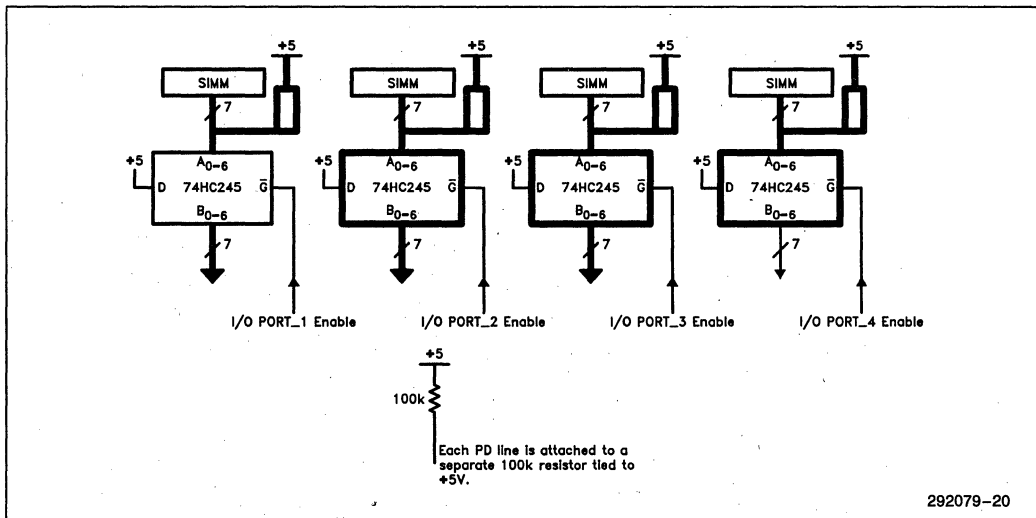 +5 +5 +5 +5
SIMM SIMM SIMM SIMM
7 7 7 7
+5 A0-6 +5 A0-6 +5 A0-6 +5 A0-6
D 74HC245 G̅ D 74HC245 G̅ D 74HC245 G̅ D 74HC245 G̅
B0-6 B0-6 B0-6 B0-6
7 7 7 7
I/O PORT_1 Enable I/O PORT_2 Enable I/O PORT_3 Enable I/O PORT_4 Enable
+5
100k
Each PD line is attached to a
separate 100k resistor tied to
+5V.
292079-20